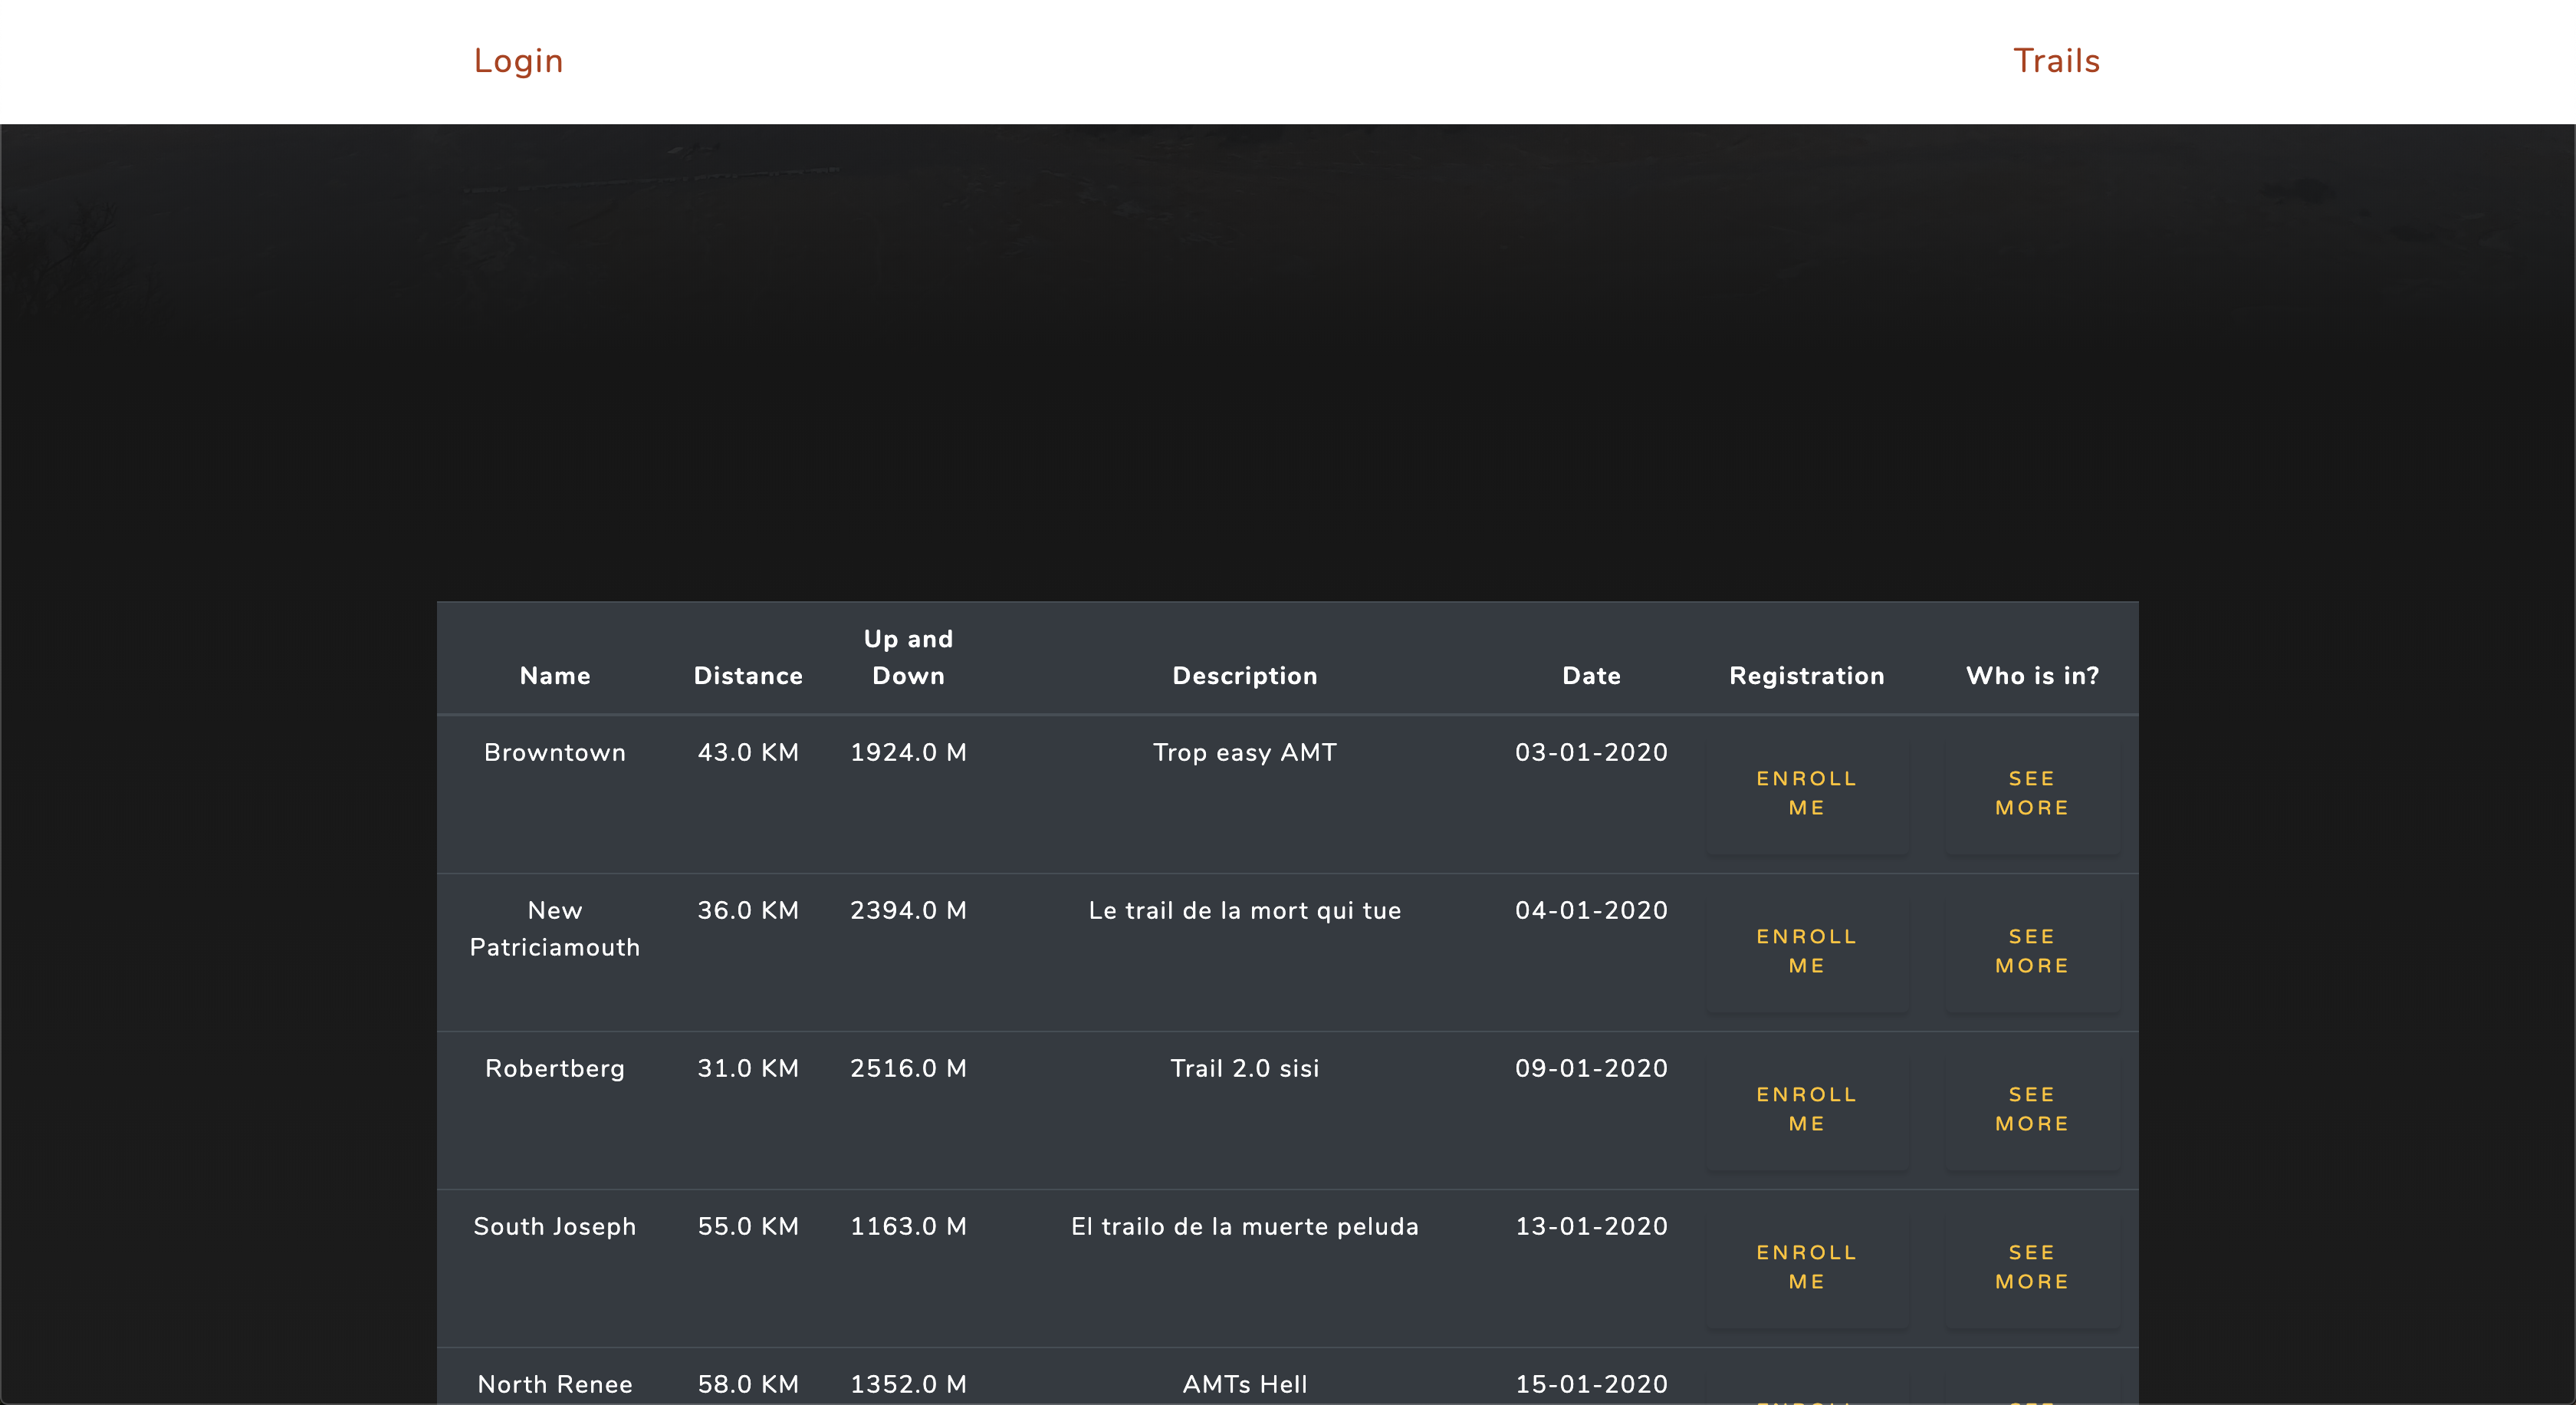 Login Trails
Name Distance Up and Down Description Date Registration Who is in?
Browntown 43.0 KM 1924.0 M Trop easy AMT 03-01-2020 ENROLL ME SEE MORE
New Patriciamouth 36.0 KM 2394.0 M Le trail de la mort qui tue 04-01-2020 ENROLL ME SEE MORE
Robertberg 31.0 KM 2516.0 M Trail 2.0 sisi 09-01-2020 ENROLL ME SEE MORE
South Joseph 55.0 KM 1163.0 M El trailo de la muerte peluda 13-01-2020 ENROLL ME SEE MORE
North Renee 58.0 KM 1352.0 M AMTs Hell 15-01-2020